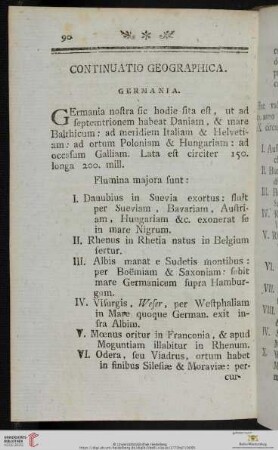 90
CONTINUATIO GEOGRAPHICA.
GERMANIA.
GErmania nostra sic hodie sita est, ut ad
septemtrionem habeat Daniam, & mare
Balthicum: ad meridiem Italiam & Helveti-
am: ad ortum Poloniam & Hungariam: ad
occasum Galliam. Lata est circiter 150.
longa 200. mill.
Flumina majora sunt:
I. Danubius in Suevia exortus: fluit
per Sueviam, Bavariam, Austri-
am, Hungariam &c. exonerat se
in mare Nigrum.
II. Rhenus in Rhetia natus in Belgium
fertur.
III. Albis manat e Sudetis montibus:
per Boëmiam & Saxoniam: subit
mare Germanicum supra Hambur-
gum.
IV. Visurgis, Weser, per Westphaliam
in Mare quoque German. exit in-
fra Albim.
V. Mœnus oritur in Franconia, & apud
Moguntiam illabitur in Rhenum.
VI. Odera, seu Viadrus, ortum habet
in finibus Silesiæ & Moraviæ: per-
cur-